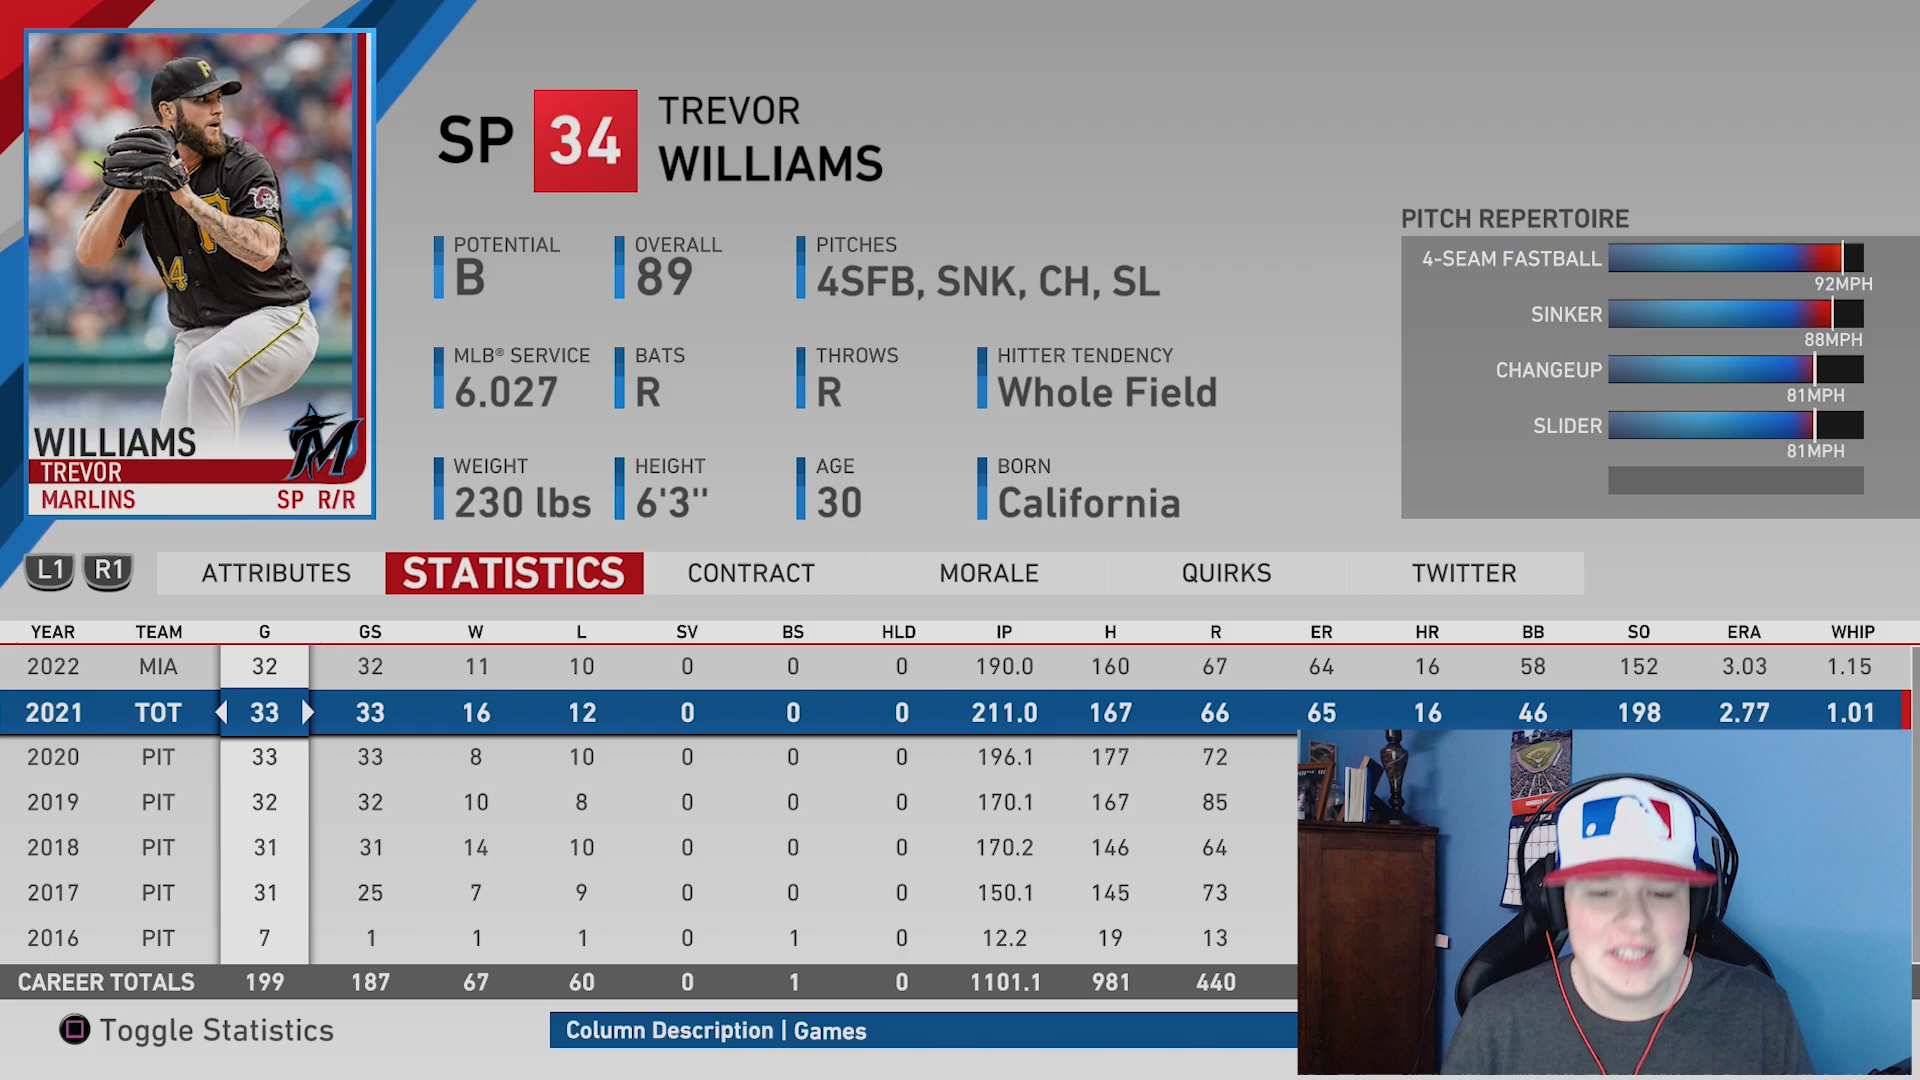 SP 34 TREVOR
WILLIAMS
POTENTIAL
B
OVERALL
89
PITCHES
4SFB, SNK, CH, SL
MLB® SERVICE
6.027
BATS
R
THROWS
R
HITTER TENDENCY
Whole Field
WEIGHT
230 lbs
HEIGHT
6'3"
AGE
30
BORN
California
WILLIAMS
TREVOR
MARLINS SP R/R
PITCH REPERTOIRE
4-SEAM FASTBALL
92MPH
SINKER
88MPH
CHANGEUP
81MPH
SLIDER
81MPH
L1 R1 ATTRIBUTES STATISTICS CONTRACT MORALE QUIRKS TWITTER
YEAR TEAM G GS W L SV BS HLD IP H R ER HR BB SO ERA WHIP
2022 MIA 32 32 11 10 0 0 0 190.0 160 67 64 16 58 152 3.03 1.15
2021 TOT 33 33 16 12 0 0 0 211.0 167 66 65 16 46 198 2.77 1.01
2020 PIT 33 33 8 10 0 0 0 196.1 177 72
2019 PIT 32 32 10 8 0 0 0 170.1 167 85
2018 PIT 31 31 14 10 0 0 0 170.2 146 64
2017 PIT 31 25 7 9 0 0 0 150.1 145 73
2016 PIT 7 1 1 1 0 1 0 12.2 19 13
CAREER TOTALS 199 187 67 60 0 1 0 1101.1 981 440
Toggle Statistics
Column Description | Games